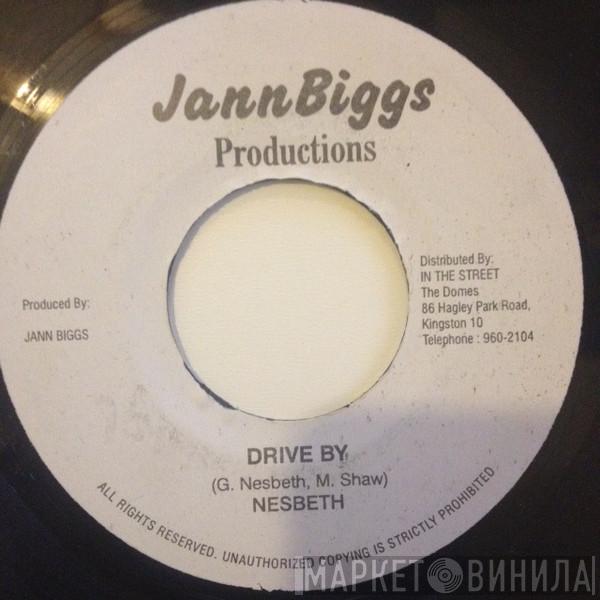 JannBiggs
Productions
Produced By:
JANN BIGGS
Distributed By:
IN THE STREET
The Domes
86 Hagley Park Road,
Kingston 10
Telephone : 960-2104
DRIVE BY
(G. Nesbeth, M. Shaw)
NESBETH
ALL RIGHTS RESERVED. UNAUTHORIZED COPYING IS STRICTLY PROHIBITED
МАРКЕТ ВИНИЛА